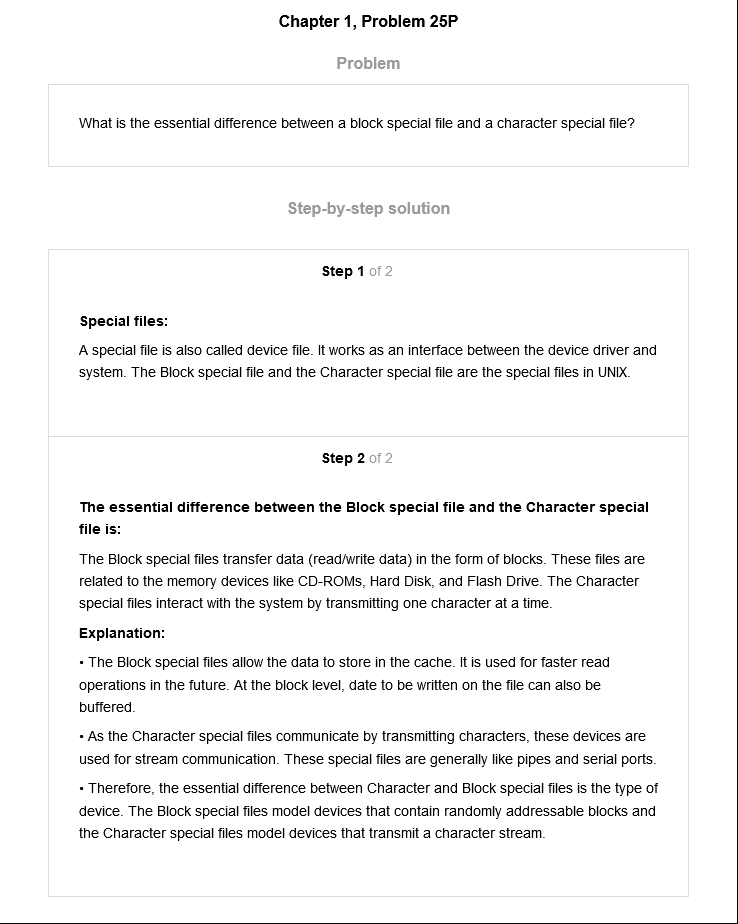 Chapter 1, Problem 25P
Problem
What is the essential difference between a block special file and a character special file?
Step-by-step solution
Step 1 of 2
Special files:
A special file is also called device file. It works as an interface between the device driver and
system. The Block special file and the Character special file are the special files in UNIX.
Step 2 of 2
The essential difference between the Block special file and the Character special
file is:
The Block special files transfer data (read/write data) in the form of blocks. These files are
related to the memory devices like CD-ROMs, Hard Disk, and Flash Drive. The Character
special files interact with the system by transmitting one character at a time.
Explanation:
• The Block special files allow the data to store in the cache. It is used for faster read
operations in the future. At the block level, date to be written on the file can also be
buffered.
• As the Character special files communicate by transmitting characters, these devices are
used for stream communication. These special files are generally like pipes and serial ports.
• Therefore, the essential difference between Character and Block special files is the type of
device. The Block special files model devices that contain randomly addressable blocks and
the Character special files model devices that transmit a character stream.